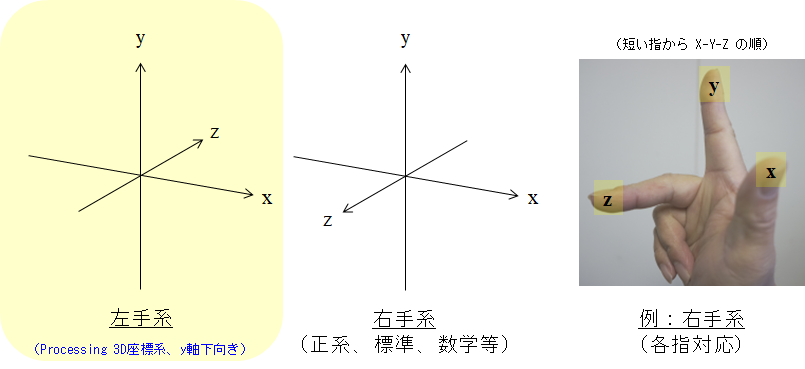 y
z
x
左手系
(Processing 3D座標系、y軸下向き)
y
x
z
右手系
(正系、標準、数学等)
(短い指から X-Y-Z の順)
y
x
z
例：右手系
(各指対応)